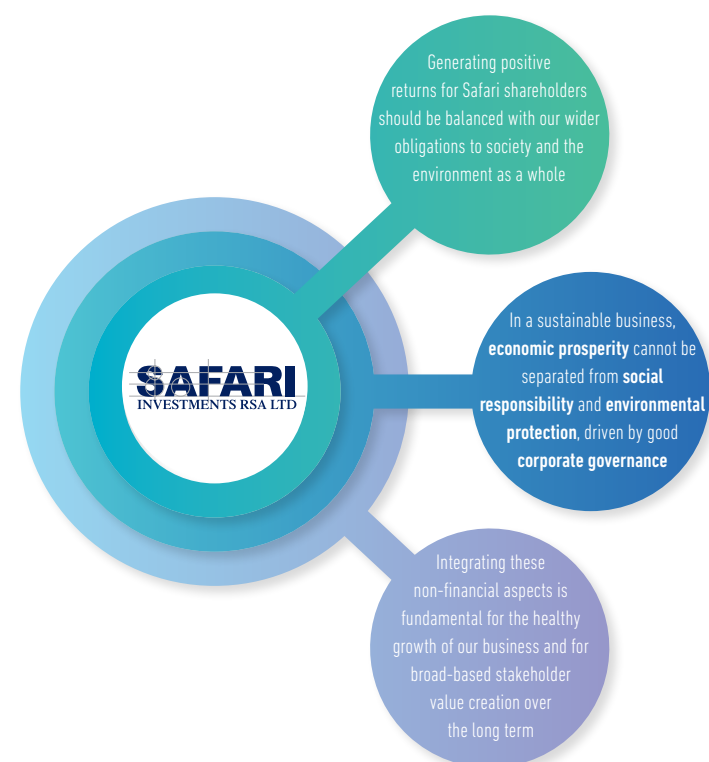 Generating positive
returns for Safari shareholders
should be balanced with our wider
obligations to society and the
environment as a whole
SAFARI
INVESTMENTS RSA LTD
In a sustainable business,
economic prosperity cannot be
separated from social
responsibility and environmental
protection, driven by good
corporate governance
Integrating these
non-financial aspects is
fundamental for the healthy
growth of our business and for
broad-based stakeholder
value creation over
the long term